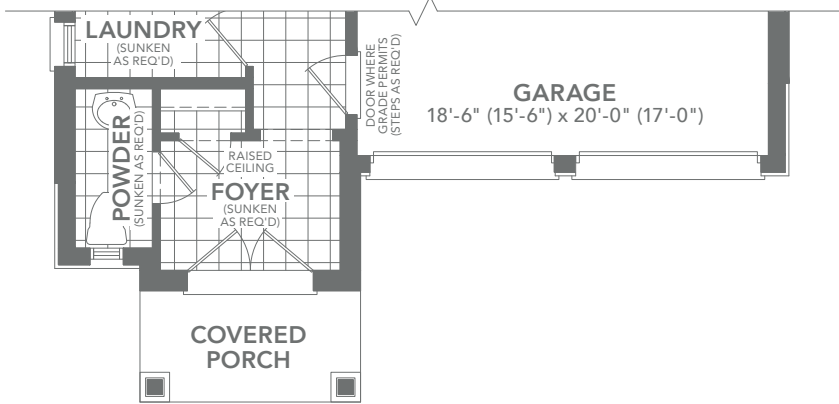 LAUNDRY
(SUNKEN
AS REQ'D)
DOOR WHERE
GRADE PERMITS
(STEPS AS REQ'D)
GARAGE
18'-6" (15'-6") x 20'-0" (17'-0")
POWDER
(SUNKEN AS REQ'D)
RAISED
CEILING
FOYER
(SUNKEN
AS REQ'D)
COVERED
PORCH